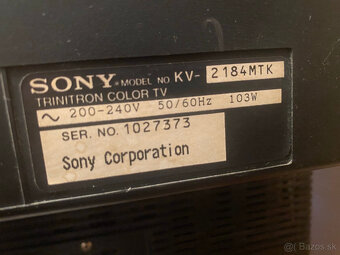 SONY MODEL NO KV-2184MTK
TRINITRON COLOR TV
200-240V 50/60Hz 103W
SER. NO. 1027373
Sony Corporation
© Bazos.sk